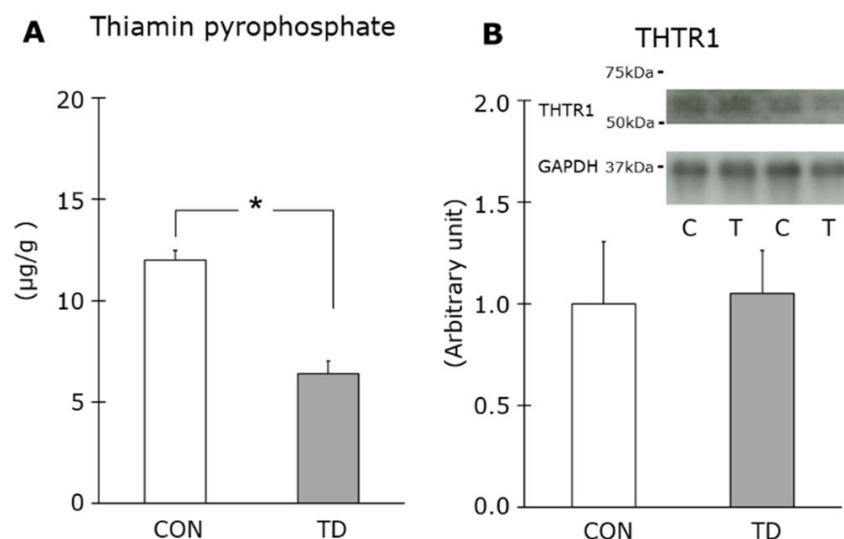 A Thiamin pyrophosphate
(μg/g )
20
15
10
5
0
*
CON TD
B THTR1
(Arbitrary unit)
2.0
1.5
1.0
0.5
0.0
75kDa
THTR1
50kDa
GAPDH 37kDa
C T C T
CON TD